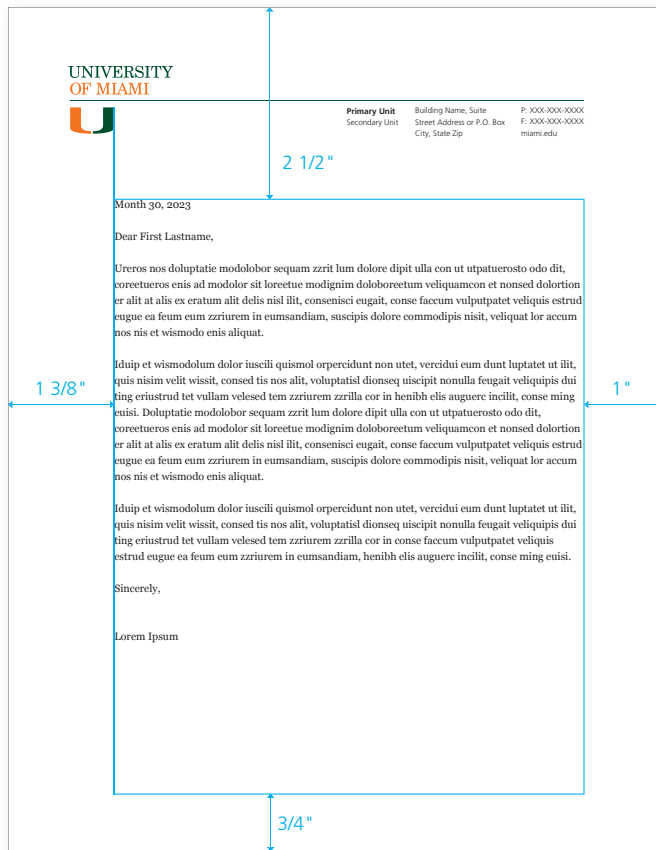 UNIVERSITY
OF MIAMI
Primary Unit
Secondary Unit
Building Name, Suite
Street Address or P.O. Box
City, State Zip
P: XXX-XXX-XXXX
F: XXX-XXX-XXXX
miami.edu
2 1/2"
Month 30, 2023
Dear First Lastname,
Ureros nos doluptatie modolobor sequam zzrit lum dolore dipit ulla con ut utpatuerosto odo dit,
coreetueros enis ad modolor sit loreetue modignim doloboreetum veliquamcon et nonsed dolortion
er alit at alis ex eratum alit delis nisl ilit, consenisci eugait, conse faccum vulputpatet veliquis estrud
eugue ea feum eum zzriurem in eumsandiam, suscipis dolore commodipis nisit, veliquat lor accum
nos nis et wismodo enis aliquat.
Iduip et wismodolum dolor iuscili quismol orpercidunt non utet, vercidui eum dunt luptatet ut ilit,
quis nisim velit wissit, consed tis nos alit, voluptatisl dionseq uiscipit nonulla feugait veliquipis dui
ting eriustrud tet vullam velesed tem zzriurem zzrilla cor in henibh elis auguerc incilit, conse ming
euisi. Doluptatie modolobor sequam zzrit lum dolore dipit ulla con ut utpatuerosto odo dit,
coreetueros enis ad modolor sit loreetue modignim doloboreetum veliquamcon et nonsed dolortion
er alit at alis ex eratum alit delis nisl ilit, consenisci eugait, conse faccum vulputpatet veliquis estrud
eugue ea feum eum zzriurem in eumsandiam, suscipis dolore commodipis nisit, veliquat lor accum
nos nis et wismodo enis aliquat.
1 3/8"
1"
Iduip et wismodolum dolor iuscili quismol orpercidunt non utet, vercidui eum dunt luptatet ut ilit,
quis nisim velit wissit, consed tis nos alit, voluptatisl dionseq uiscipit nonulla feugait veliquipis dui
ting eriustrud tet vullam velesed tem zzriurem zzrilla cor in conse faccum vulputpatet veliquis
estrud eugue ea feum eum zzriurem in eumsandiam, henibh elis auguerc incilit, conse ming euisi.
Sincerely,
Lorem Ipsum
3/4"